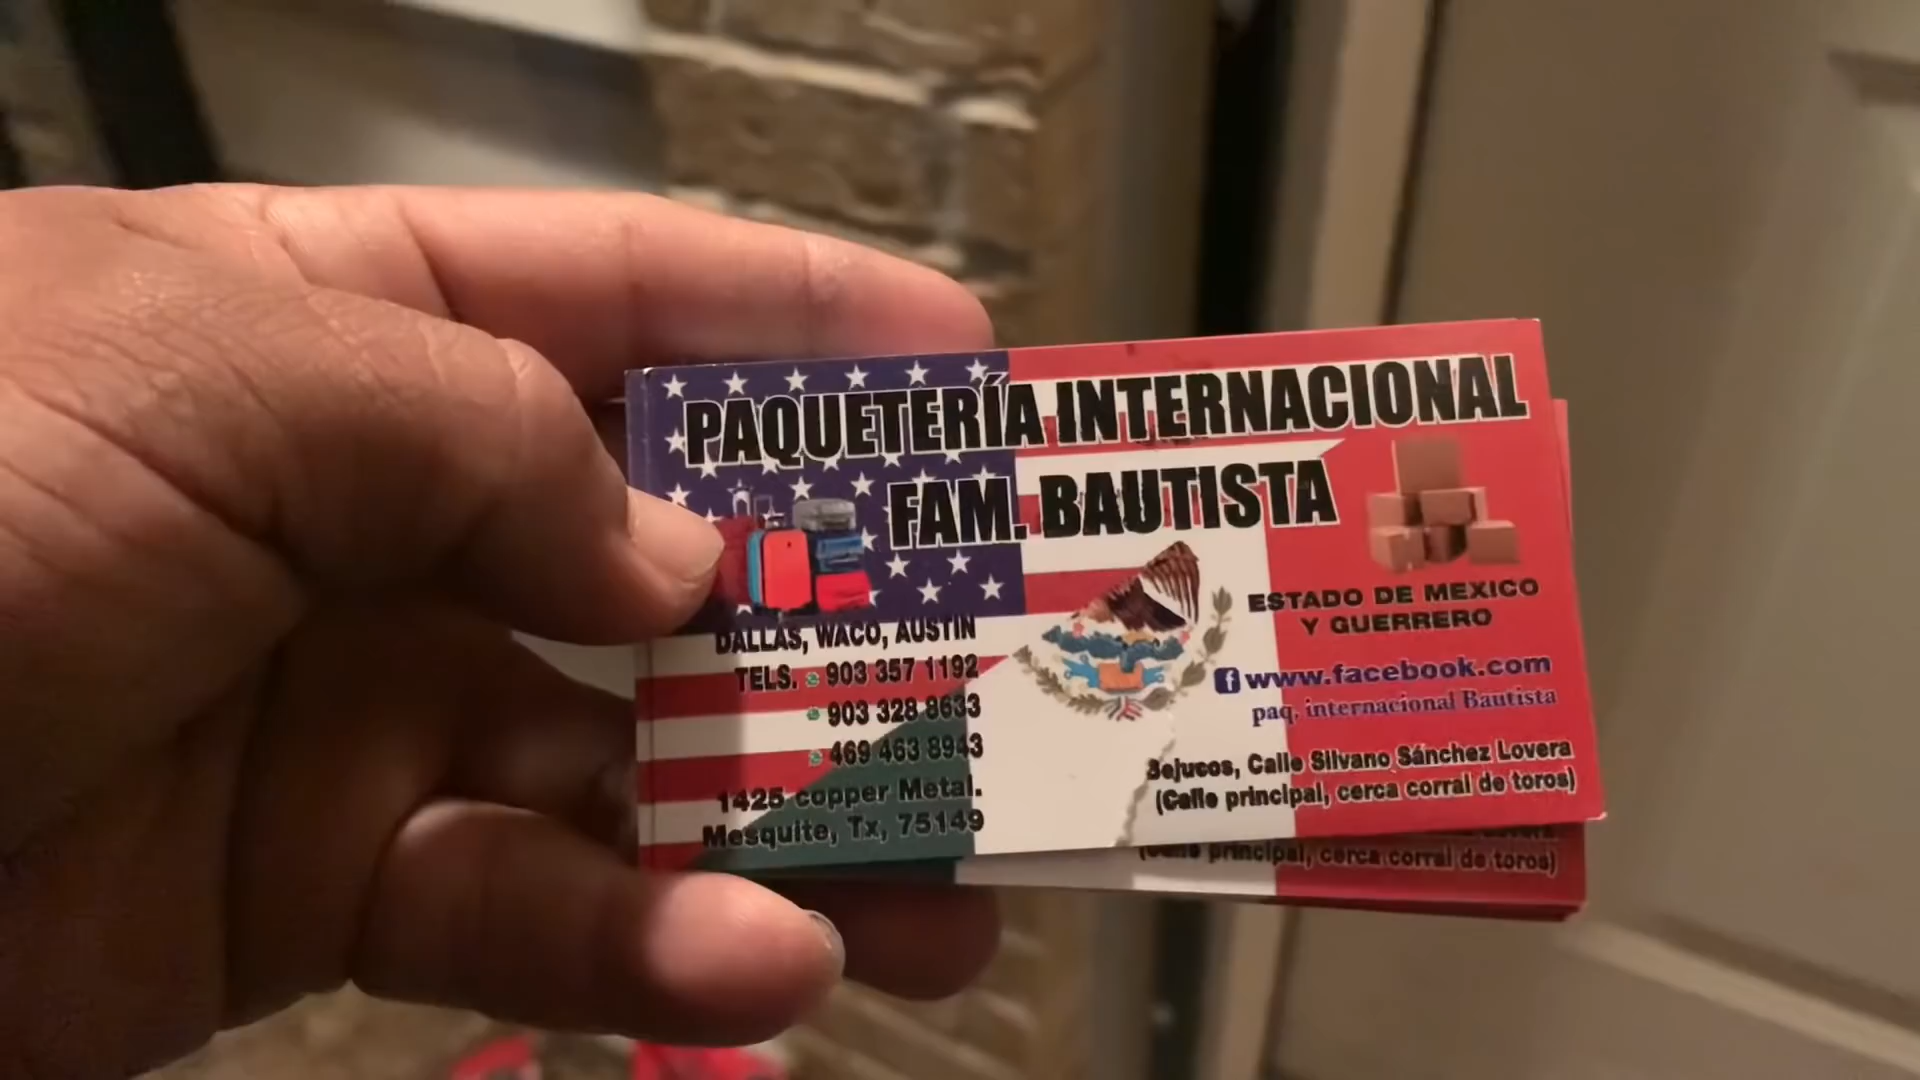 PAQUETERÍA INTERNACIONAL
FAM. BAUTISTA
DALLAS, WACO, AUSTIN
TELS. 903 357 1192
903 328 8633
469 463 8943
1425 copper Metal.
Mesquite, Tx, 75149
ESTADO DE MEXICO
Y GUERRERO
f www.facebook.com
paq. internacional Bautista
Bejucos, Calle Silvano Sánchez Lovera
(Calle principal, cerca corral de toros)
(Calle principal, cerca corral de toros)